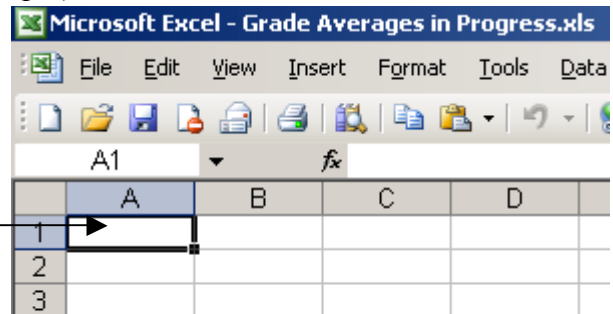 Microsoft Excel - Grade Averages in Progress.xls
File Edit View Insert Format Tools Data
A1 fx
A B C D
1
2
3